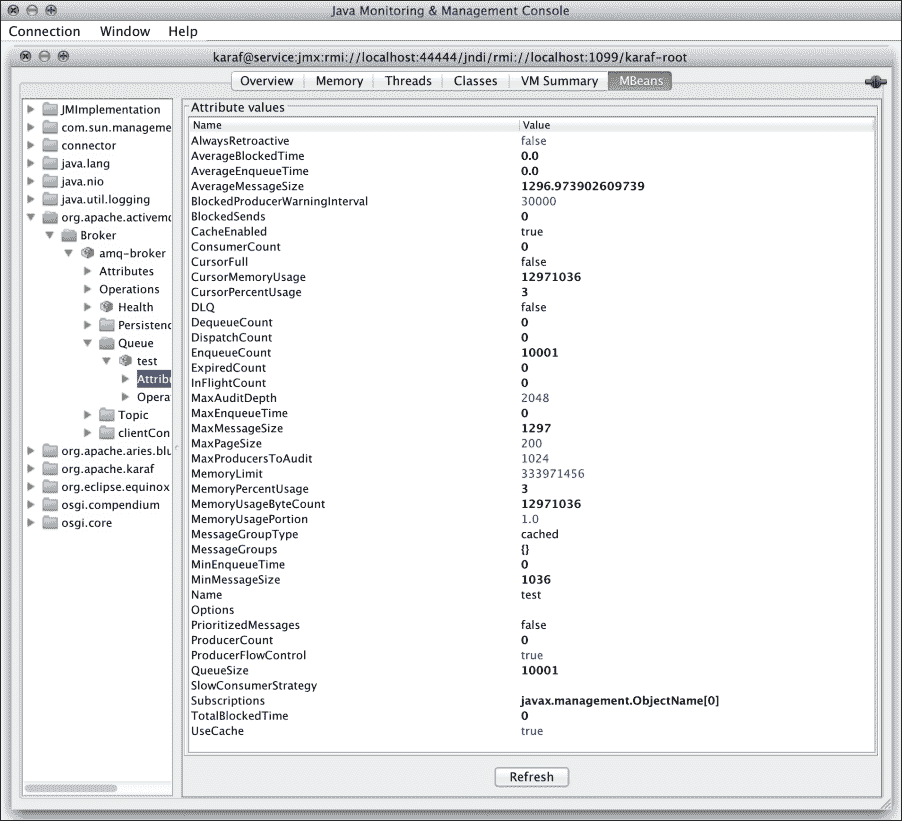 Java Monitoring & Management Console
Connection Window Help
karaf@service:jmx:rmi://localhost:44444/jndi/rmi://localhost:1099/karaf-root
Overview Memory Threads Classes VM Summary MBeans
JMImplementation
com.sun.manageme
connector
java.lang
java.nio
java.util.logging
org.apache.activemq
Broker
amq-broker
Attributes
Operations
Health
Persistenc
Queue
test
Attribu
Opera
Topic
clientCon
org.apache.aries.blu
org.apache.karaf
org.eclipse.equinox
osgi.compendium
osgi.core
Attribute values
Name Value
AlwaysRetroactive false
AverageBlockedTime 0.0
AverageEnqueueTime 0.0
AverageMessageSize 1296.973902609739
BlockedProducerWarningInterval 30000
BlockedSends 0
CacheEnabled true
ConsumerCount 0
CursorFull false
CursorMemoryUsage 12971036
CursorPercentUsage 3
DLQ false
DequeueCount 0
DispatchCount 0
EnqueueCount 10001
ExpiredCount 0
InFlightCount 0
MaxAuditDepth 2048
MaxEnqueueTime 0
MaxMessageSize 1297
MaxPageSize 200
MaxProducersToAudit 1024
MemoryLimit 333971456
MemoryPercentUsage 3
MemoryUsageByteCount 12971036
MemoryUsagePortion 1.0
MessageGroupType cached
MessageGroups {}
MinEnqueueTime 0
MinMessageSize 1036
Name test
Options
PrioritizedMessages false
ProducerCount 0
ProducerFlowControl true
QueueSize 10001
SlowConsumerStrategy
Subscriptions javax.management.ObjectName[0]
TotalBlockedTime 0
UseCache true
Refresh